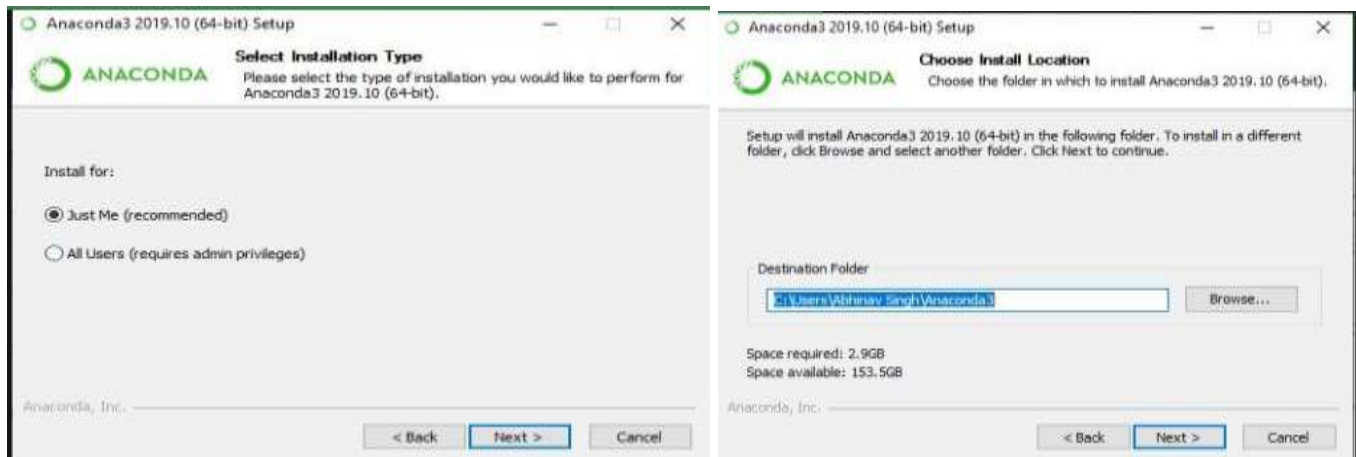 Anaconda3 2019.10 (64-bit) Setup
ANACONDA
Select Installation Type
Please select the type of installation you would like to perform for
Anaconda3 2019.10 (64-bit).
Install for:
Just Me (recommended)
All Users (requires admin privileges)
Anaconda, Inc.
< Back
Next >
Cancel
Anaconda3 2019.10 (64-bit) Setup
ANACONDA
Choose Install Location
Choose the folder in which to install Anaconda3 2019.10 (64-bit).
Setup will install Anaconda3 2019.10 (64-bit) in the following folder. To install in a different
folder, click Browse and select another folder. Click Next to continue.
Destination Folder
C:\Users\Abhinav Singh\Anaconda3
Browse...
Space required: 2.9GB
Space available: 153.5GB
Anaconda, Inc.
< Back
Next >
Cancel